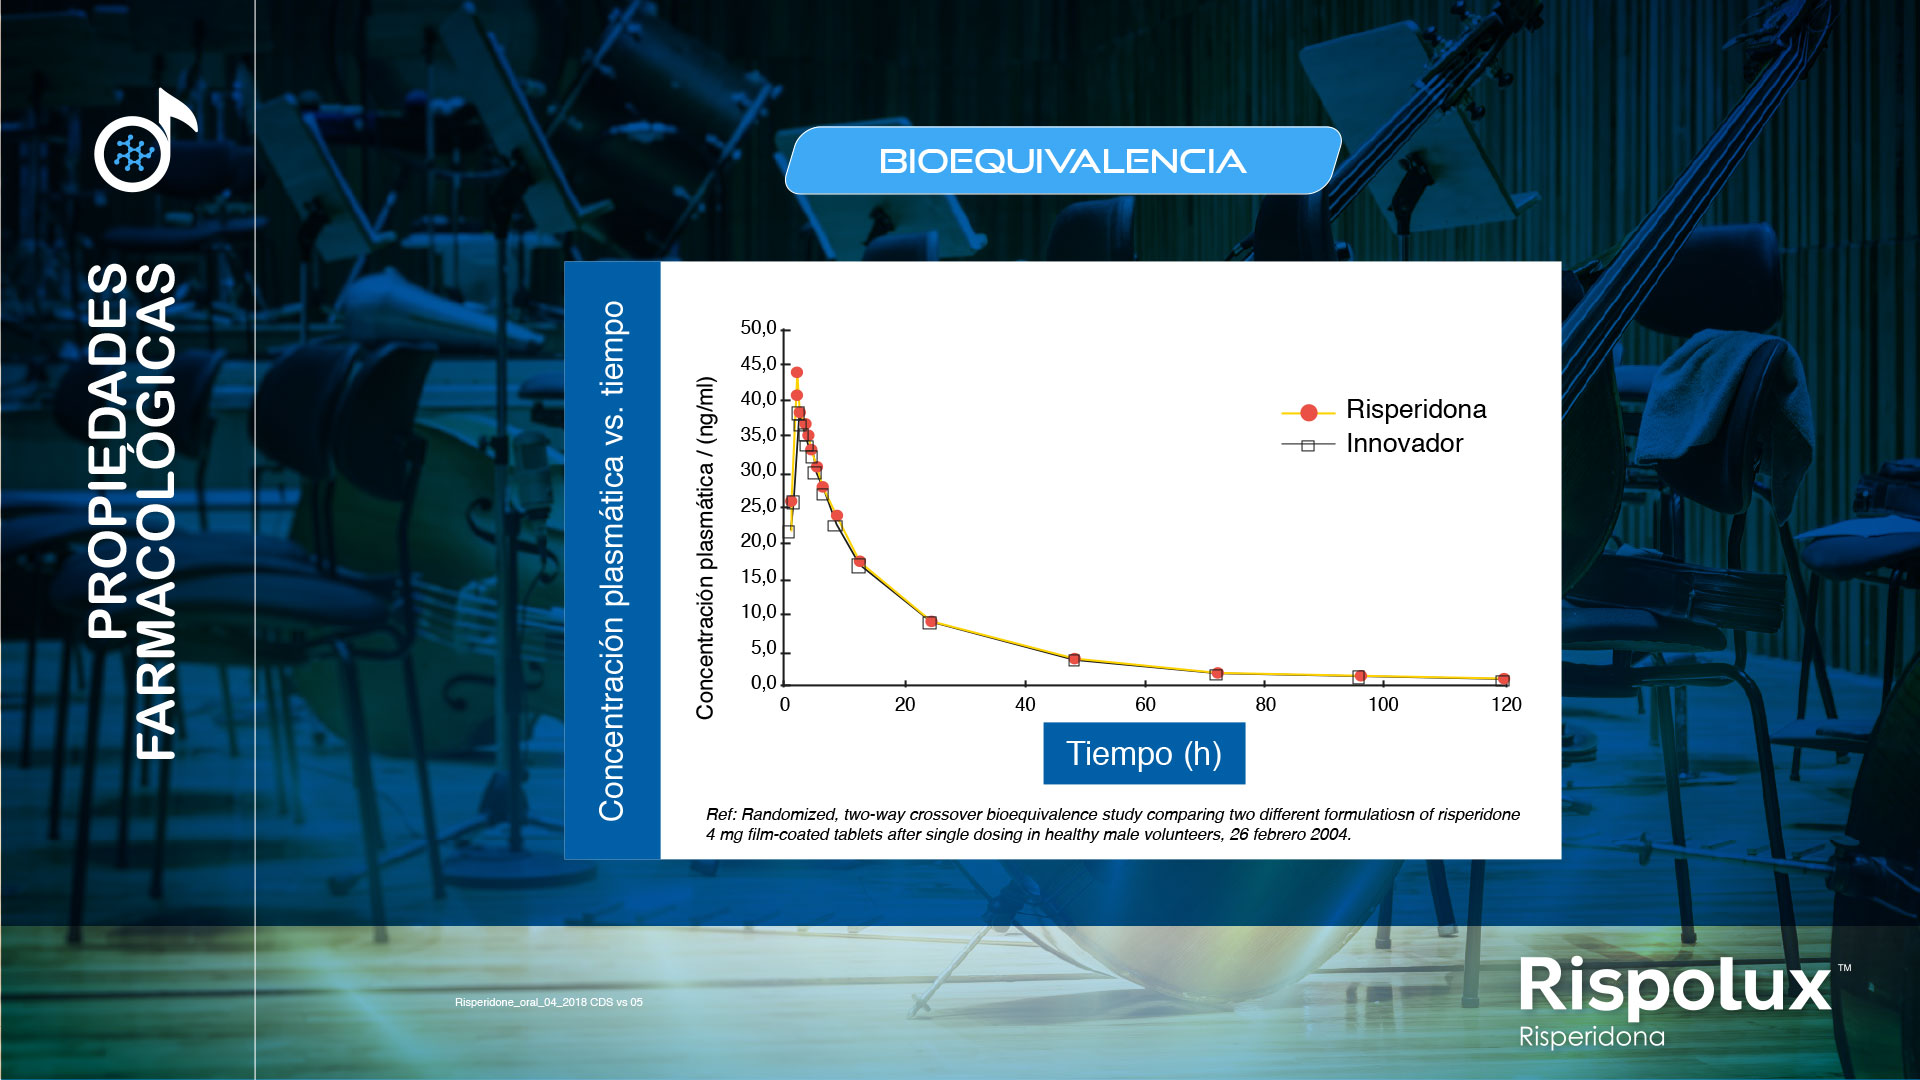 PROPIEDADES
FARMACOLÓGICAS
BIOEQUIVALENCIA
Concentración plasmática vs. tiempo
Concentración plasmática / (ng/ml)
50,0
45,0
40,0
35,0
30,0
25,0
20,0
15,0
10,0
5,0
0,0
0 20 40 60 80 100 120
Risperidona
Innovador
Tiempo (h)
Ref: Randomized, two-way crossover bioequivalence study comparing two different formulatiosn of risperidone
4 mg film-coated tablets after single dosing in healthy male volunteers, 26 febrero 2004.
Risperidone_oral_04_2018 CDS vs 05
Rispolux™
Risperidona